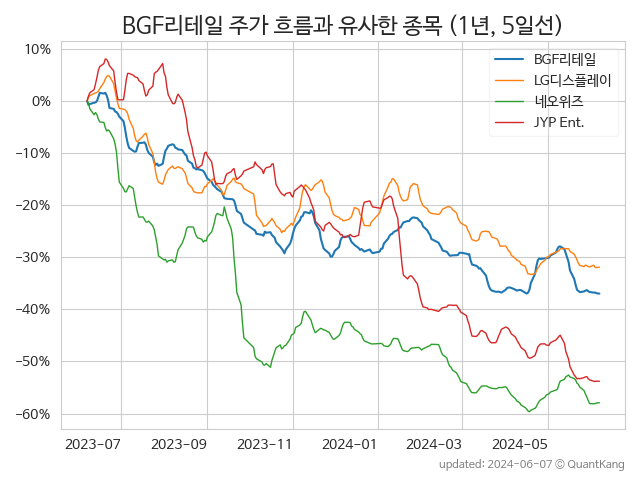 BGF리테일 주가 흐름과 유사한 종목 (1년, 5일선)
BGF리테일
LG디스플레이
네오위즈
JYP Ent.
10%
0%
−10%
−20%
−30%
−40%
−50%
−60%
2023-07 2023-09 2023-11 2024-01 2024-03 2024-05
updated: 2024-06-07 © QuantKang